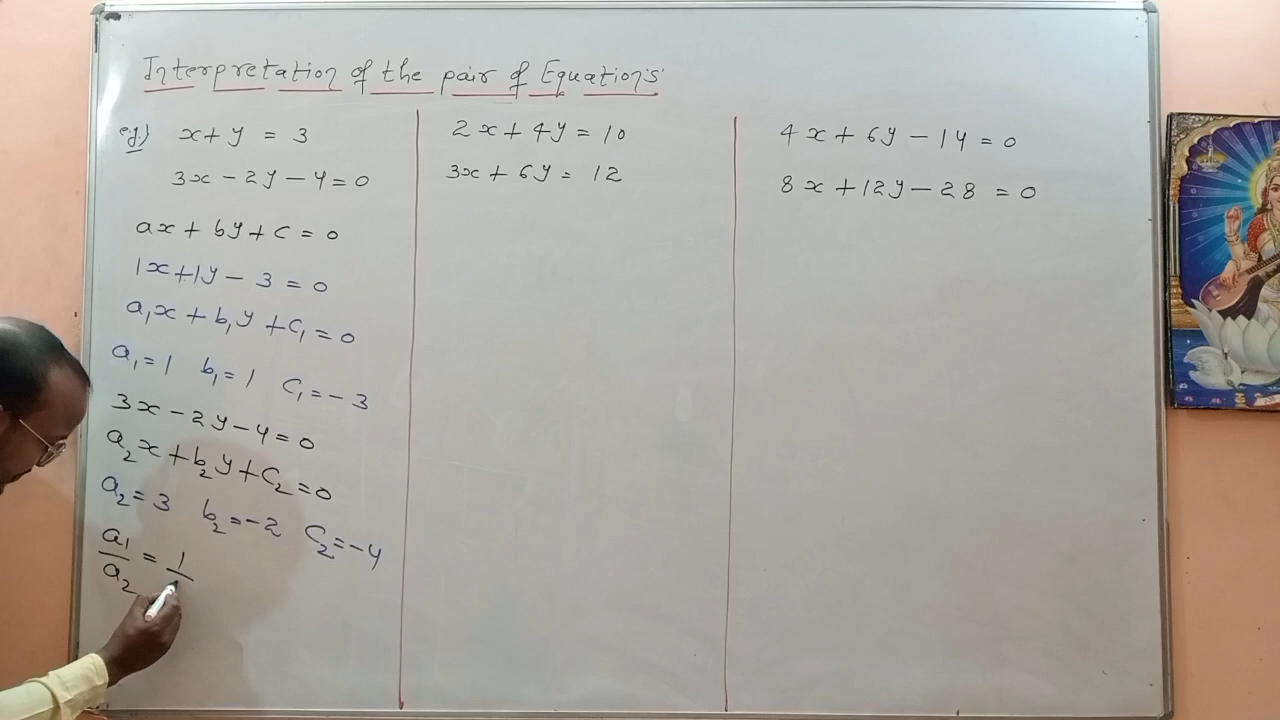 Interpretation of the pair of Equation's'
eg) x + y = 3
3x - 2y - 4 = 0
ax + by + c = 0
1x + 1y - 3 = 0
a₁x + b₁y + c₁ = 0
a₁ = 1 b₁ = 1 c₁ = -3
3x - 2y - 4 = 0
a₂x + b₂y + c₂ = 0
a₂ = 3 b₂ = -2 c₂ = -4
a₁/a₂ = 1/
2x + 4y = 10
3x + 6y = 12
4x + 6y - 14 = 0
8x + 12y - 28 = 0